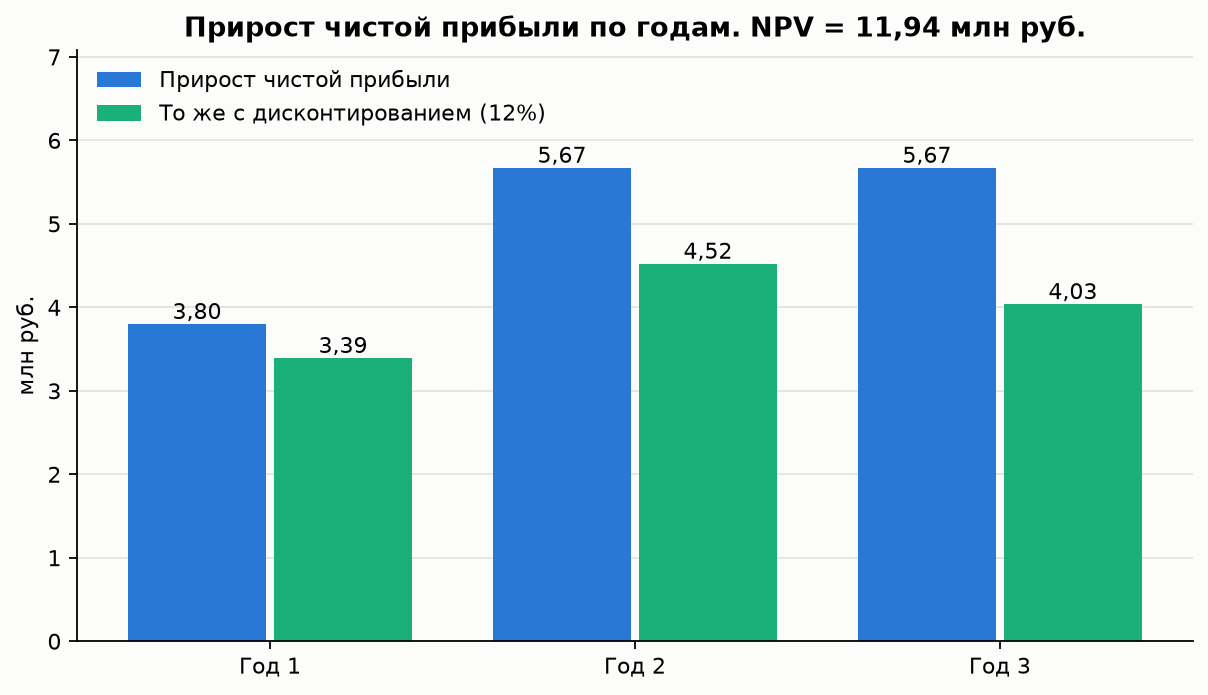 Прирост чистой прибыли по годам. NPV = 11,94 млн руб.
Прирост чистой прибыли
То же с дисконтированием (12%)
млн руб.
7
6
5
4
3
2
1
0
3,80
3,39
5,67
4,52
5,67
4,03
Год 1
Год 2
Год 3